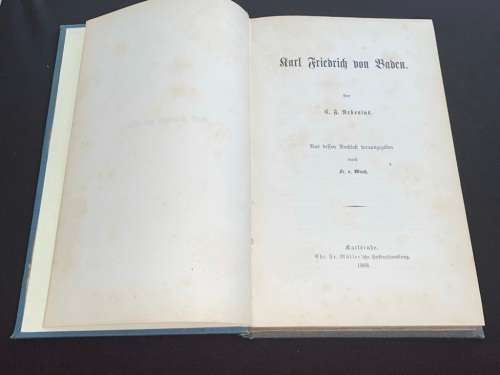 Karl Friedrich von Baden.
Von
C. F. Nebenius.
Aus dessen Nachlaß herausgegeben
durch
Fr. v. Weech.
Karlsruhe.
Chr. Fr. Müller'sche Hofbuchhandlung.
1868.